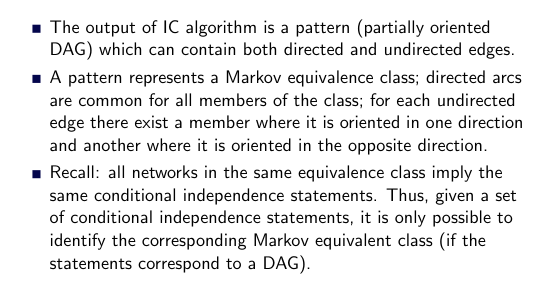 The output of IC algorithm is a pattern (partially oriented
DAG) which can contain both directed and undirected edges.
A pattern represents a Markov equivalence class; directed arcs
are common for all members of the class; for each undirected
edge there exist a member where it is oriented in one direction
and another where it is oriented in the opposite direction.
Recall: all networks in the same equivalence class imply the
same conditional independence statements. Thus, given a set
of conditional independence statements, it is only possible to
identify the corresponding Markov equivalent class (if the
statements correspond to a DAG).